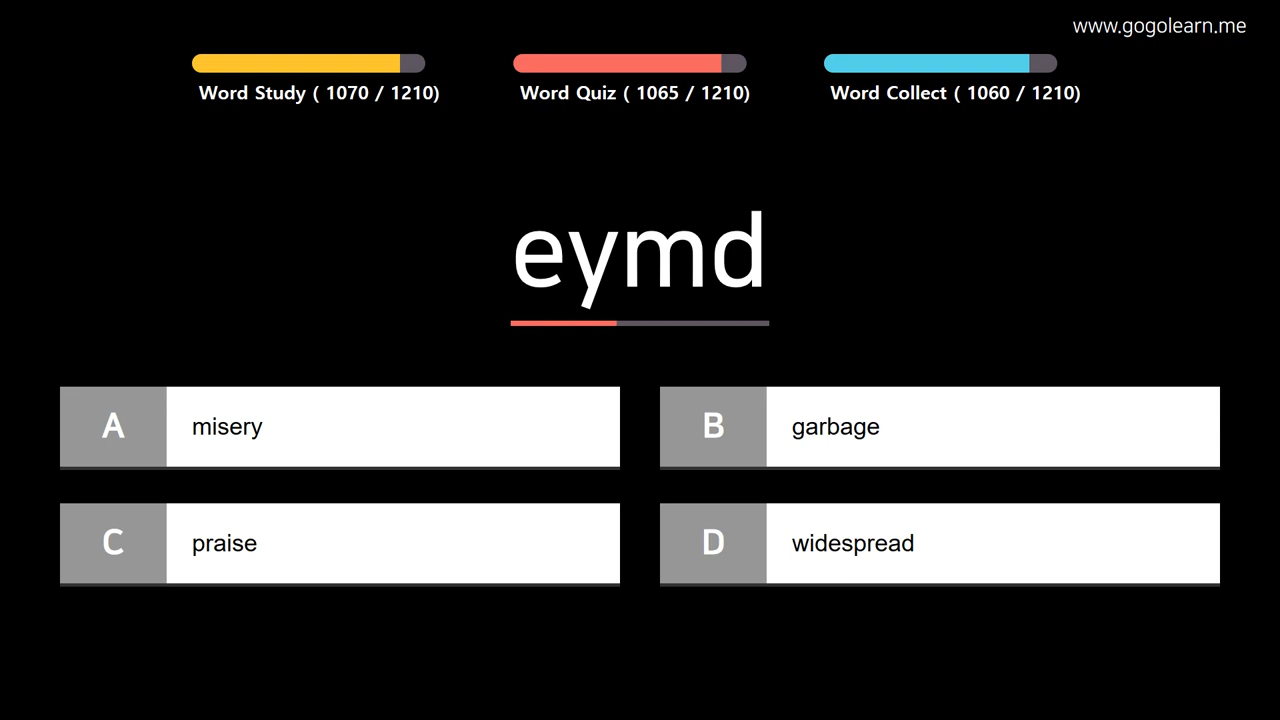 www.gogolearn.me
Word Study ( 1070 / 1210)
Word Quiz ( 1065 / 1210)
Word Collect ( 1060 / 1210)
eymd
A misery
B garbage
C praise
D widespread